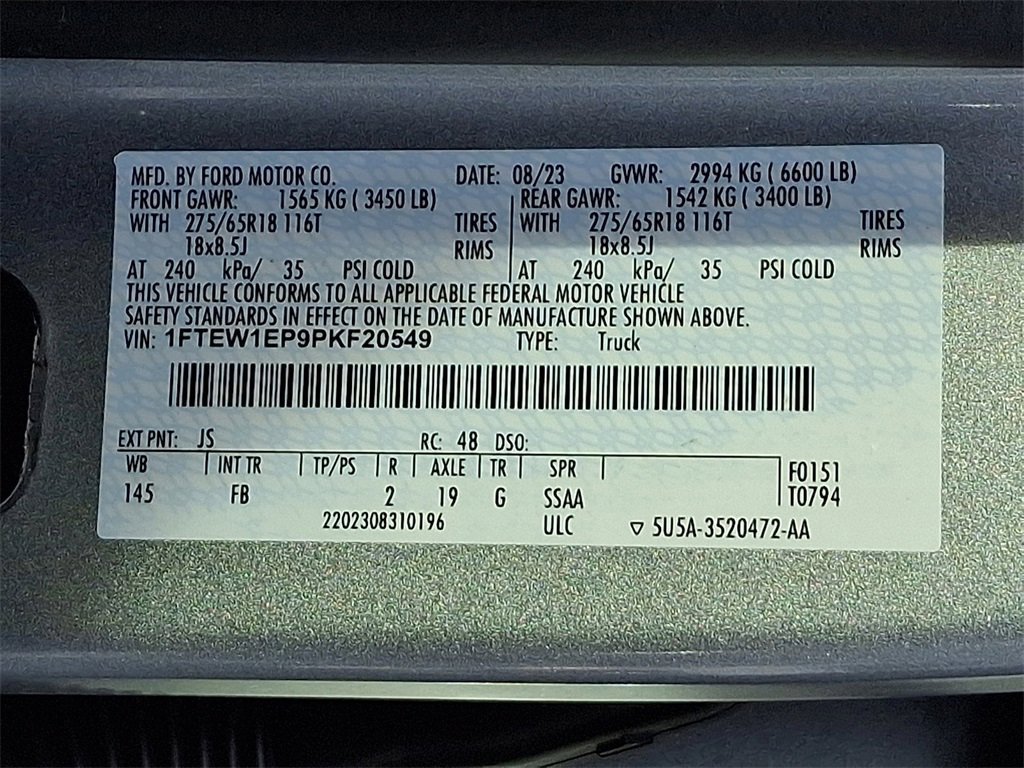 MFD. BY FORD MOTOR CO. DATE: 08/23 GVWR: 2994 KG ( 6600 LB)
FRONT GAWR: 1565 KG ( 3450 LB) REAR GAWR: 1542 KG ( 3400 LB)
WITH 275/65R18 116T TIRES WITH 275/65R18 116T TIRES
18x8.5J RIMS 18x8.5J RIMS
AT 240 kPa/ 35 PSI COLD AT 240 kPa/ 35 PSI COLD
THIS VEHICLE CONFORMS TO ALL APPLICABLE FEDERAL MOTOR VEHICLE
SAFETY STANDARDS IN EFFECT ON THE DATE OF MANUFACTURE SHOWN ABOVE.
VIN: 1FTEW1EP9PKF20549 TYPE: Truck
EXT PNT: JS RC: 48 DSO:
WB INT TR TP/PS R AXLE TR SPR F0151
145 FB 2 19 G SSAA T0794
2202308310196 ULC ▽ 5U5A-3520472-AA